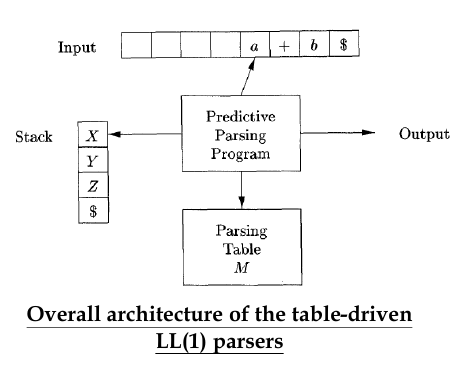 Input a + b $
Predictive
Parsing
Program
Stack X
Y
Z
$
Output
Parsing
Table
M
Overall architecture of the table-driven
LL(1) parsers